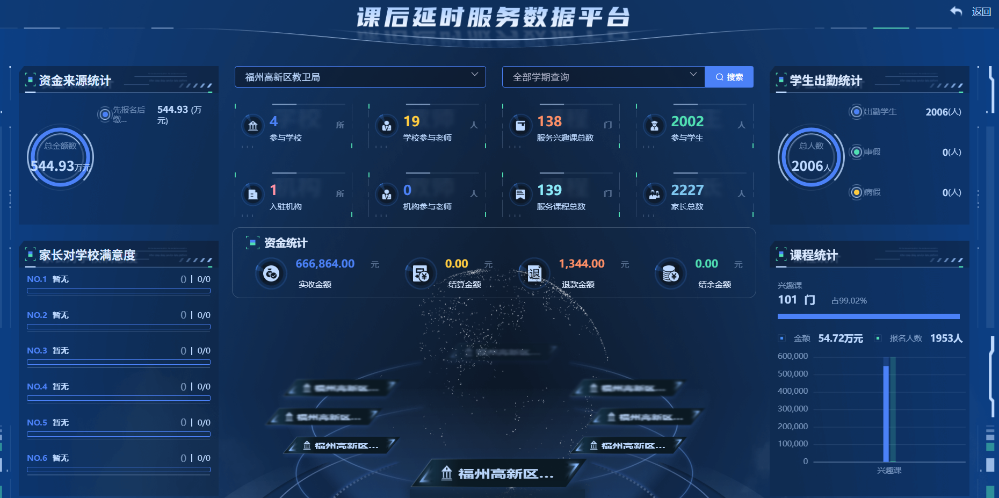 课后延时服务数据平台
返回
资金来源统计
总金额数
544.93万元
先报名后缴...
544.93 (万元)
福州高新区教卫局
全部学期查询
搜索
4 所
参与学校
19 人
学校参与老师
138 门
服务兴趣课总数
2002 人
参与学生
1 所
入驻机构
0 人
机构参与老师
139 门
服务课程总数
2227 人
家长总数
资金统计
666,864.00 元
实收金额
0.00 元
结算金额
退
1,344.00 元
退款金额
0.00 元
结余金额
学生出勤统计
总人数
2006人
出勤学生 2006(人)
事假 0(人)
病假 0(人)
家长对学校满意度
NO.1 暂无 0 | 0/0
NO.2 暂无 0 | 0/0
NO.3 暂无 0 | 0/0
NO.4 暂无 0 | 0/0
NO.5 暂无 0 | 0/0
NO.6 暂无 0 | 0/0
福州高新区...
福州高新区...
福州高新区...
福州高新区...
福州高新区...
福州高新区...
福州高新区...
课程统计
兴趣课
101 门 占99.02%
金额 54.72万元 报名人数 1953人
600,000
500,000
400,000
300,000
200,000
100,000
0
兴趣课